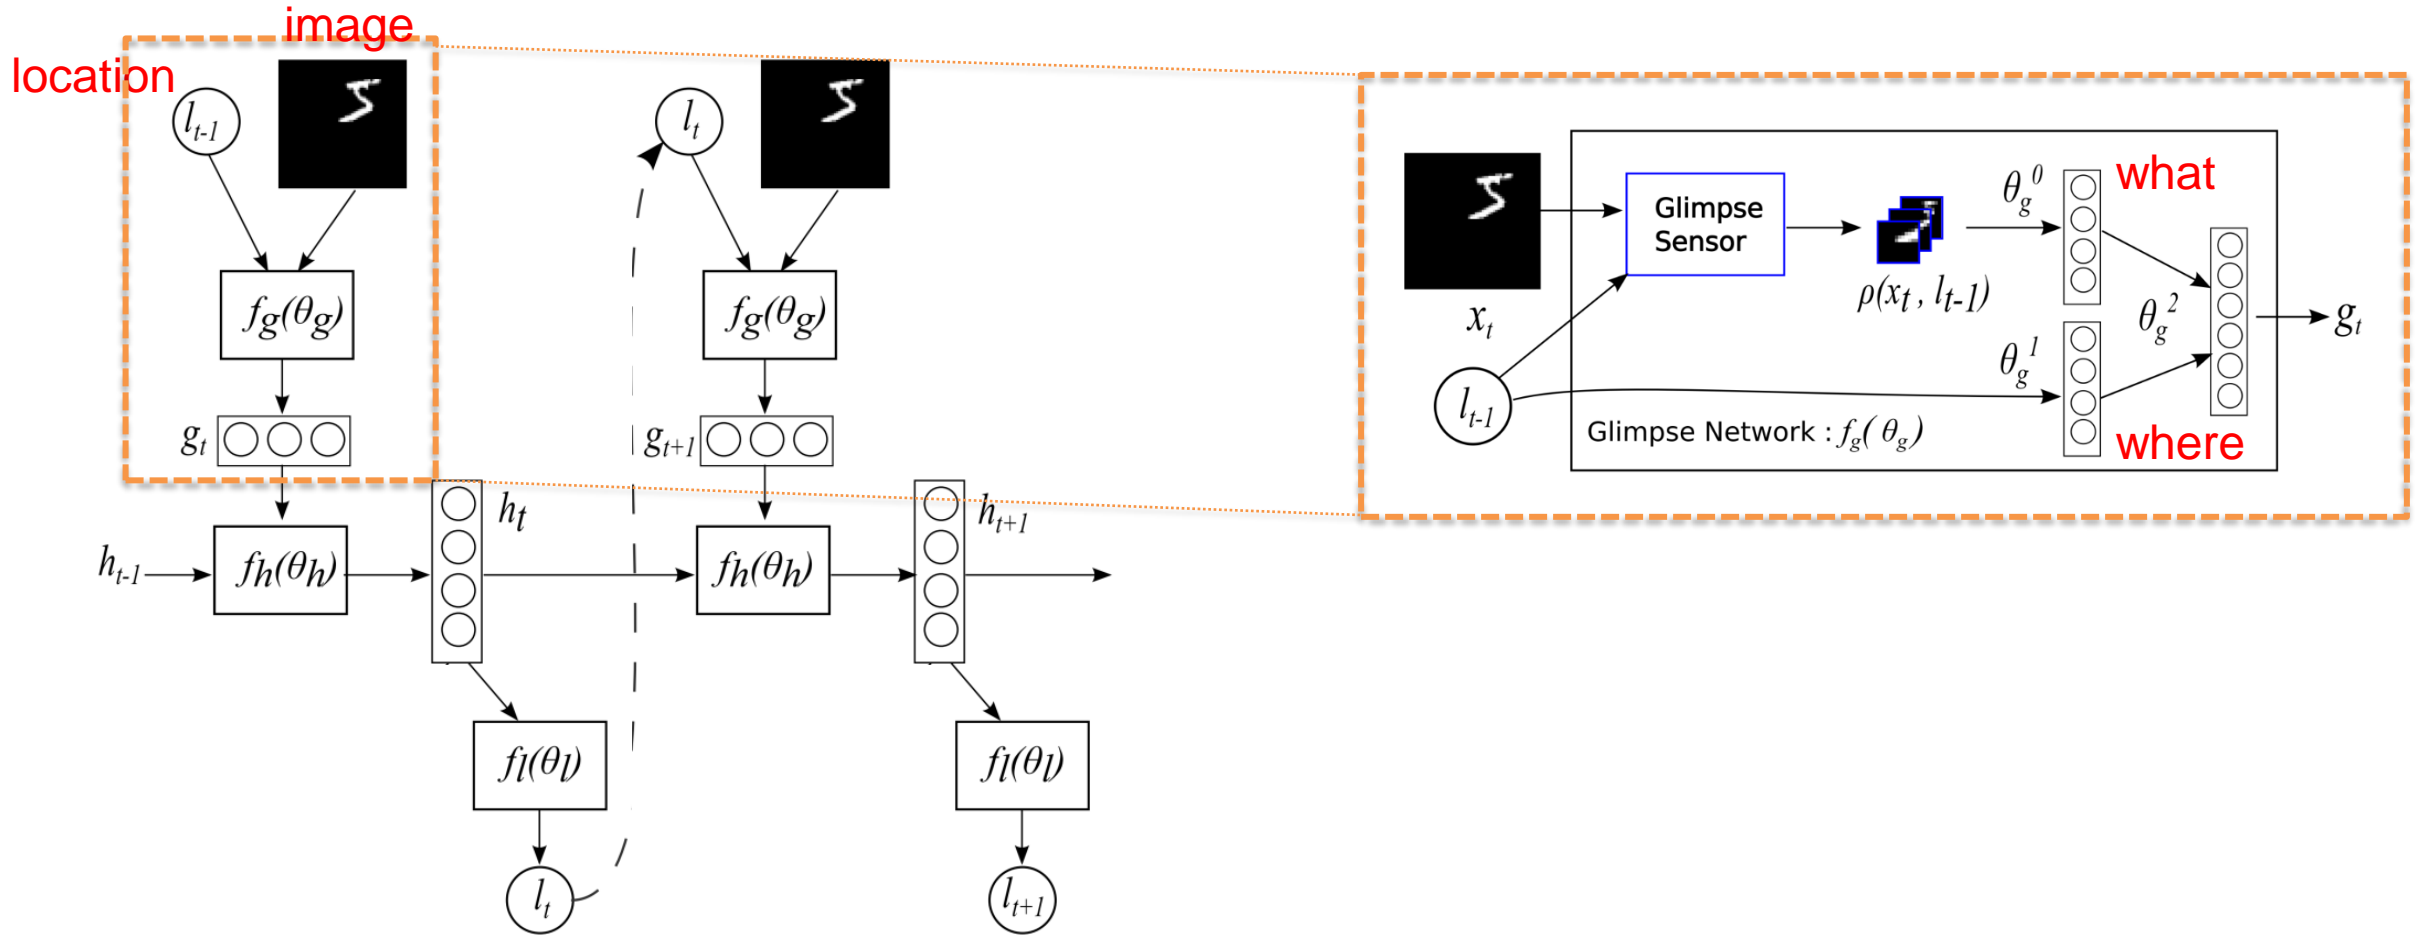 image
location
l_{t-1}
l_t
f_g(θ_g)
f_g(θ_g)
g_t
g_{t+1}
h_{t-1}
f_h(θ_h)
h_t
f_h(θ_h)
h_{t+1}
f_l(θ_l)
f_l(θ_l)
l_t
l_{t+1}
x_t
l_{t-1}
Glimpse
Sensor
ρ(x_t, l_{t-1})
θ_g^0
what
θ_g^1
θ_g^2
where
g_t
Glimpse Network : f_g( θ_g)